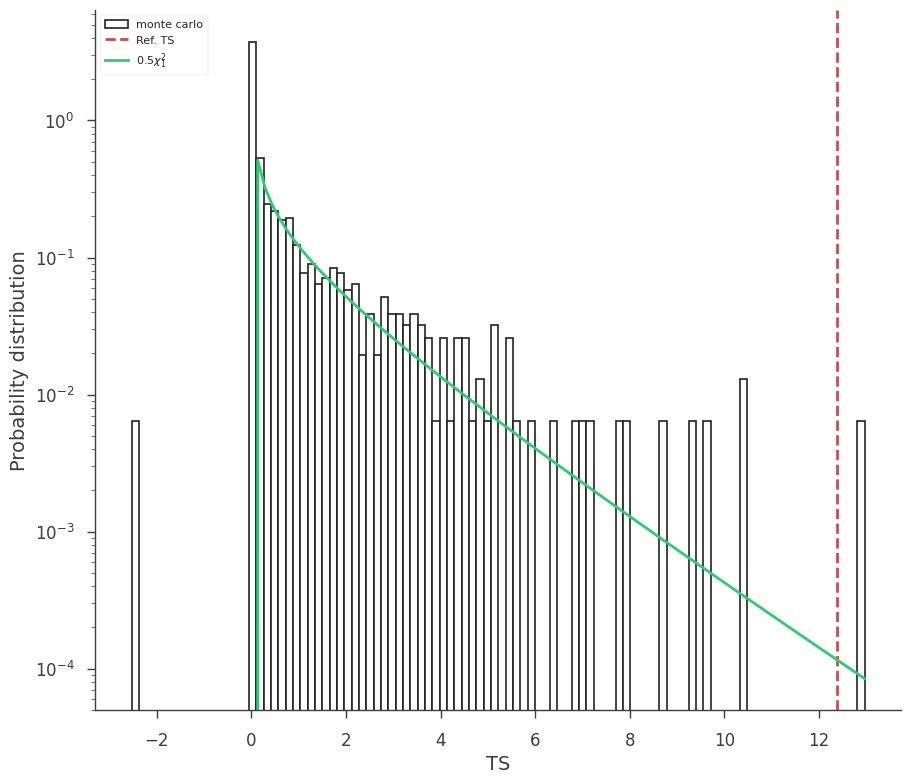 monte carlo
Ref. TS
0.5χ₁²
Probability distribution
10⁰
10⁻¹
10⁻²
10⁻³
10⁻⁴
−2 0 2 4 6 8 10 12
TS